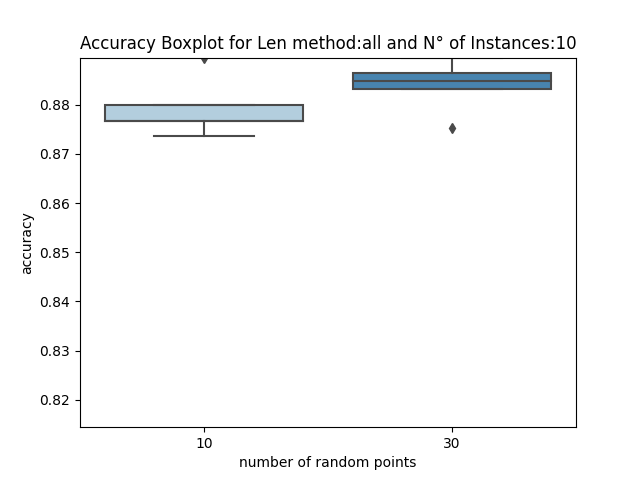 Accuracy Boxplot for Len method:all and N° of Instances:10
0.88
0.87
0.86
0.85
0.84
0.83
0.82
accuracy
10 30
number of random points